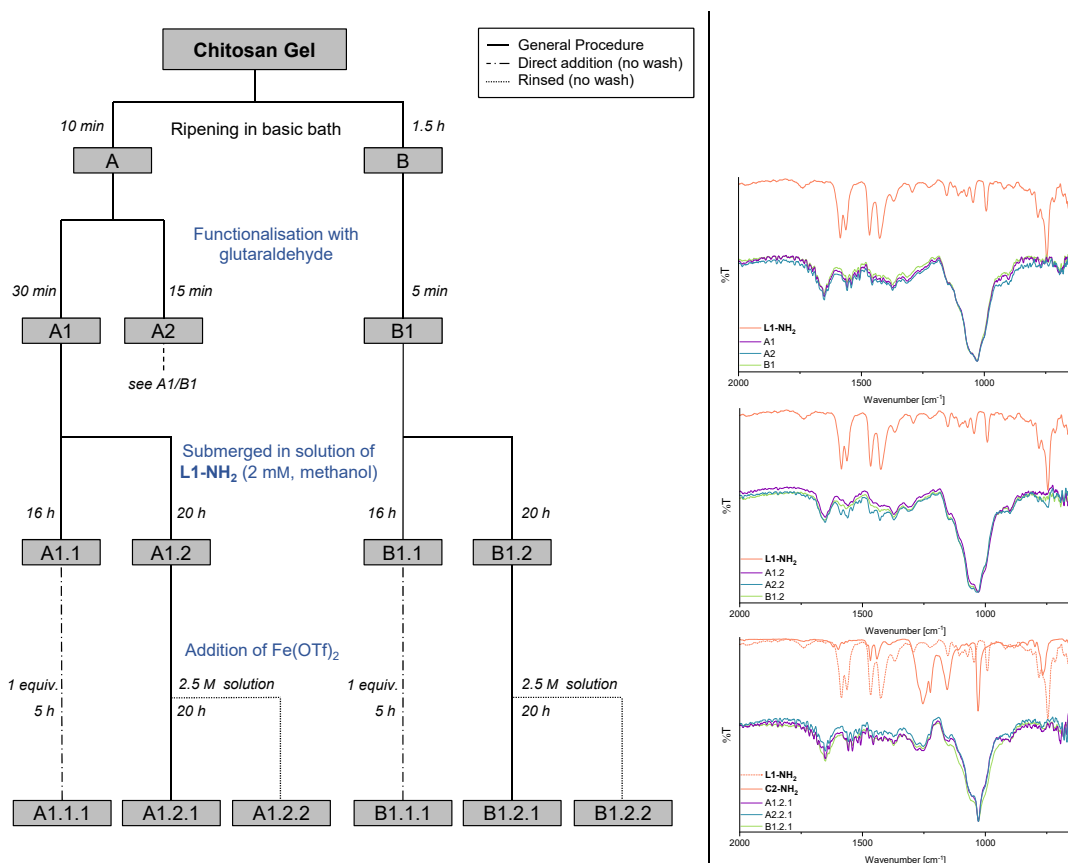 Chitosan Gel
General Procedure
Direct addition (no wash)
Rinsed (no wash)
10 min
Ripening in basic bath
1.5 h
A
B
Functionalisation with
glutaraldehyde
30 min
15 min
5 min
A1
A2
B1
see A1/B1
Submerged in solution of
L1-NH₂ (2 mM, methanol)
16 h
20 h
16 h
20 h
A1.1
A1.2
B1.1
B1.2
Addition of Fe(OTf)₂
1 equiv.
2.5 M solution
1 equiv.
2.5 M solution
5 h
20 h
5 h
20 h
A1.1.1
A1.2.1
A1.2.2
B1.1.1
B1.2.1
B1.2.2
%T
L1-NH₂
A1
A2
B1
2000
1500
1000
Wavenumber [cm⁻¹]
%T
L1-NH₂
A1.2
A2.2
B1.2
2000
1500
1000
Wavenumber [cm⁻¹]
%T
L1-NH₂
C2-NH₂
A1.2.1
A2.2.1
B1.2.1
2000
1500
1000
Wavenumber [cm⁻¹]